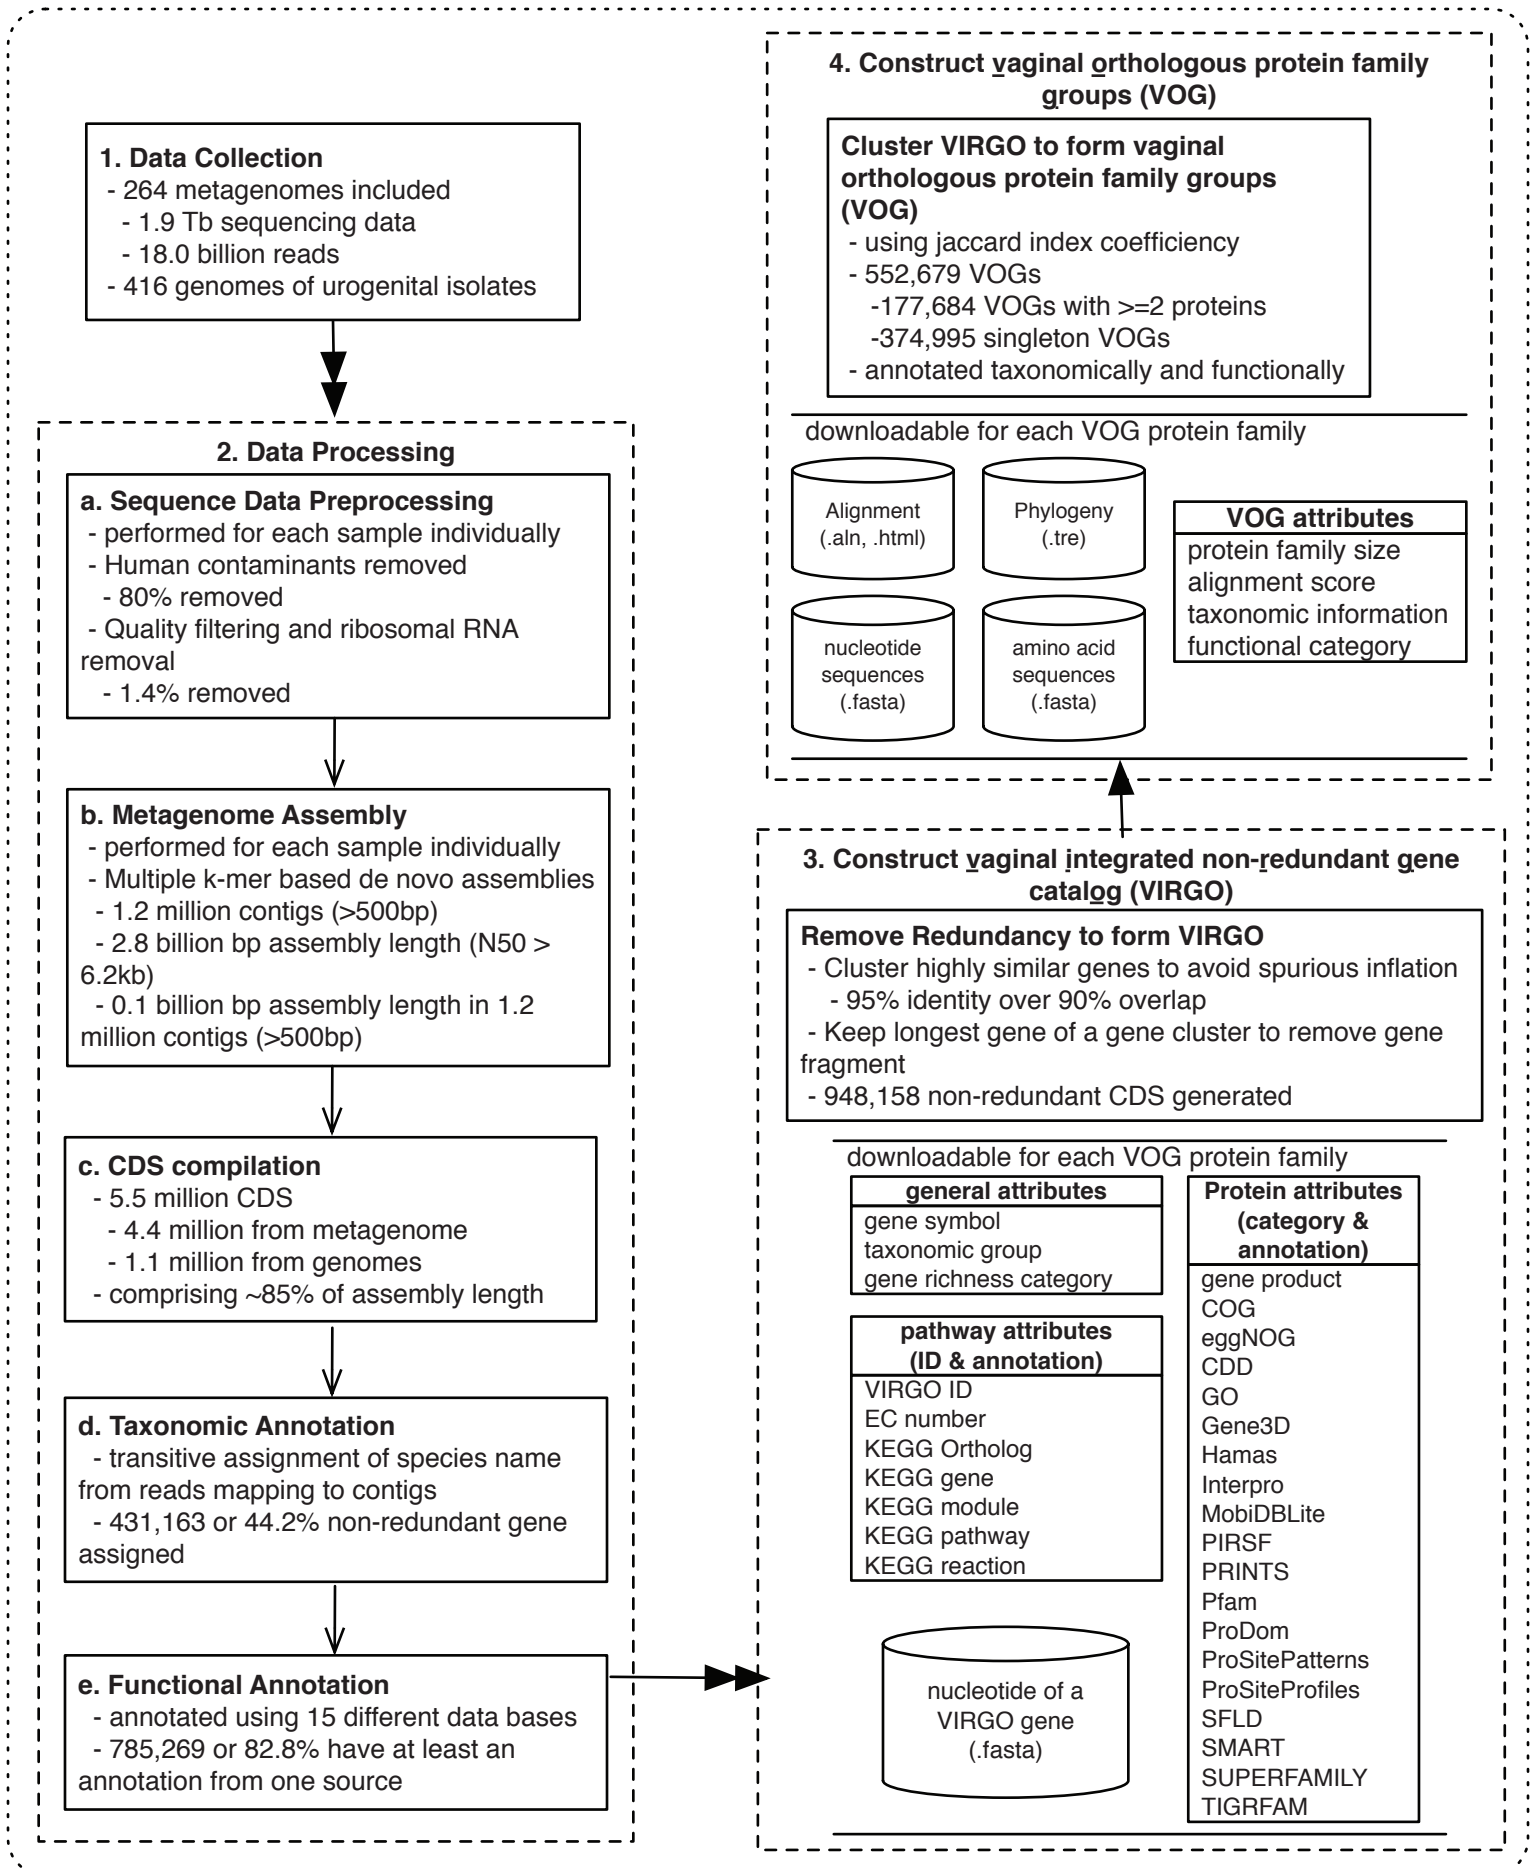 1. Data Collection
- 264 metagenomes included
- 1.9 Tb sequencing data
- 18.0 billion reads
- 416 genomes of urogenital isolates
2. Data Processing
a. Sequence Data Preprocessing
- performed for each sample individually
- Human contaminants removed
- 80% removed
- Quality filtering and ribosomal RNA
removal
- 1.4% removed
b. Metagenome Assembly
- performed for each sample individually
- Multiple k-mer based de novo assemblies
- 1.2 million contigs (>500bp)
- 2.8 billion bp assembly length (N50 >
6.2kb)
- 0.1 billion bp assembly length in 1.2
million contigs (>500bp)
c. CDS compilation
- 5.5 million CDS
- 4.4 million from metagenome
- 1.1 million from genomes
- comprising ~85% of assembly length
d. Taxonomic Annotation
- transitive assignment of species name
from reads mapping to contigs
- 431,163 or 44.2% non-redundant gene
assigned
e. Functional Annotation
- annotated using 15 different data bases
- 785,269 or 82.8% have at least an
annotation from one source
3. Construct vaginal integrated non-redundant gene
catalog (VIRGO)
Remove Redundancy to form VIRGO
- Cluster highly similar genes to avoid spurious inflation
- 95% identity over 90% overlap
- Keep longest gene of a gene cluster to remove gene
fragment
- 948,158 non-redundant CDS generated
downloadable for each VOG protein family
general attributes
gene symbol
taxonomic group
gene richness category
pathway attributes
(ID & annotation)
VIRGO ID
EC number
KEGG Ortholog
KEGG gene
KEGG module
KEGG pathway
KEGG reaction
nucleotide of a
VIRGO gene
(.fasta)
Protein attributes
(category &
annotation)
gene product
COG
eggNOG
CDD
GO
Gene3D
Hamas
Interpro
MobiDBLite
PIRSF
PRINTS
Pfam
ProDom
ProSitePatterns
ProSiteProfiles
SFLD
SMART
SUPERFAMILY
TIGRFAM
4. Construct vaginal orthologous protein family
groups (VOG)
Cluster VIRGO to form vaginal
orthologous protein family groups
(VOG)
- using jaccard index coefficiency
- 552,679 VOGs
-177,684 VOGs with >=2 proteins
-374,995 singleton VOGs
- annotated taxonomically and functionally
downloadable for each VOG protein family
Alignment
(.aln, .html)
Phylogeny
(.tre)
nucleotide
sequences
(.fasta)
amino acid
sequences
(.fasta)
VOG attributes
protein family size
alignment score
taxonomic information
functional category